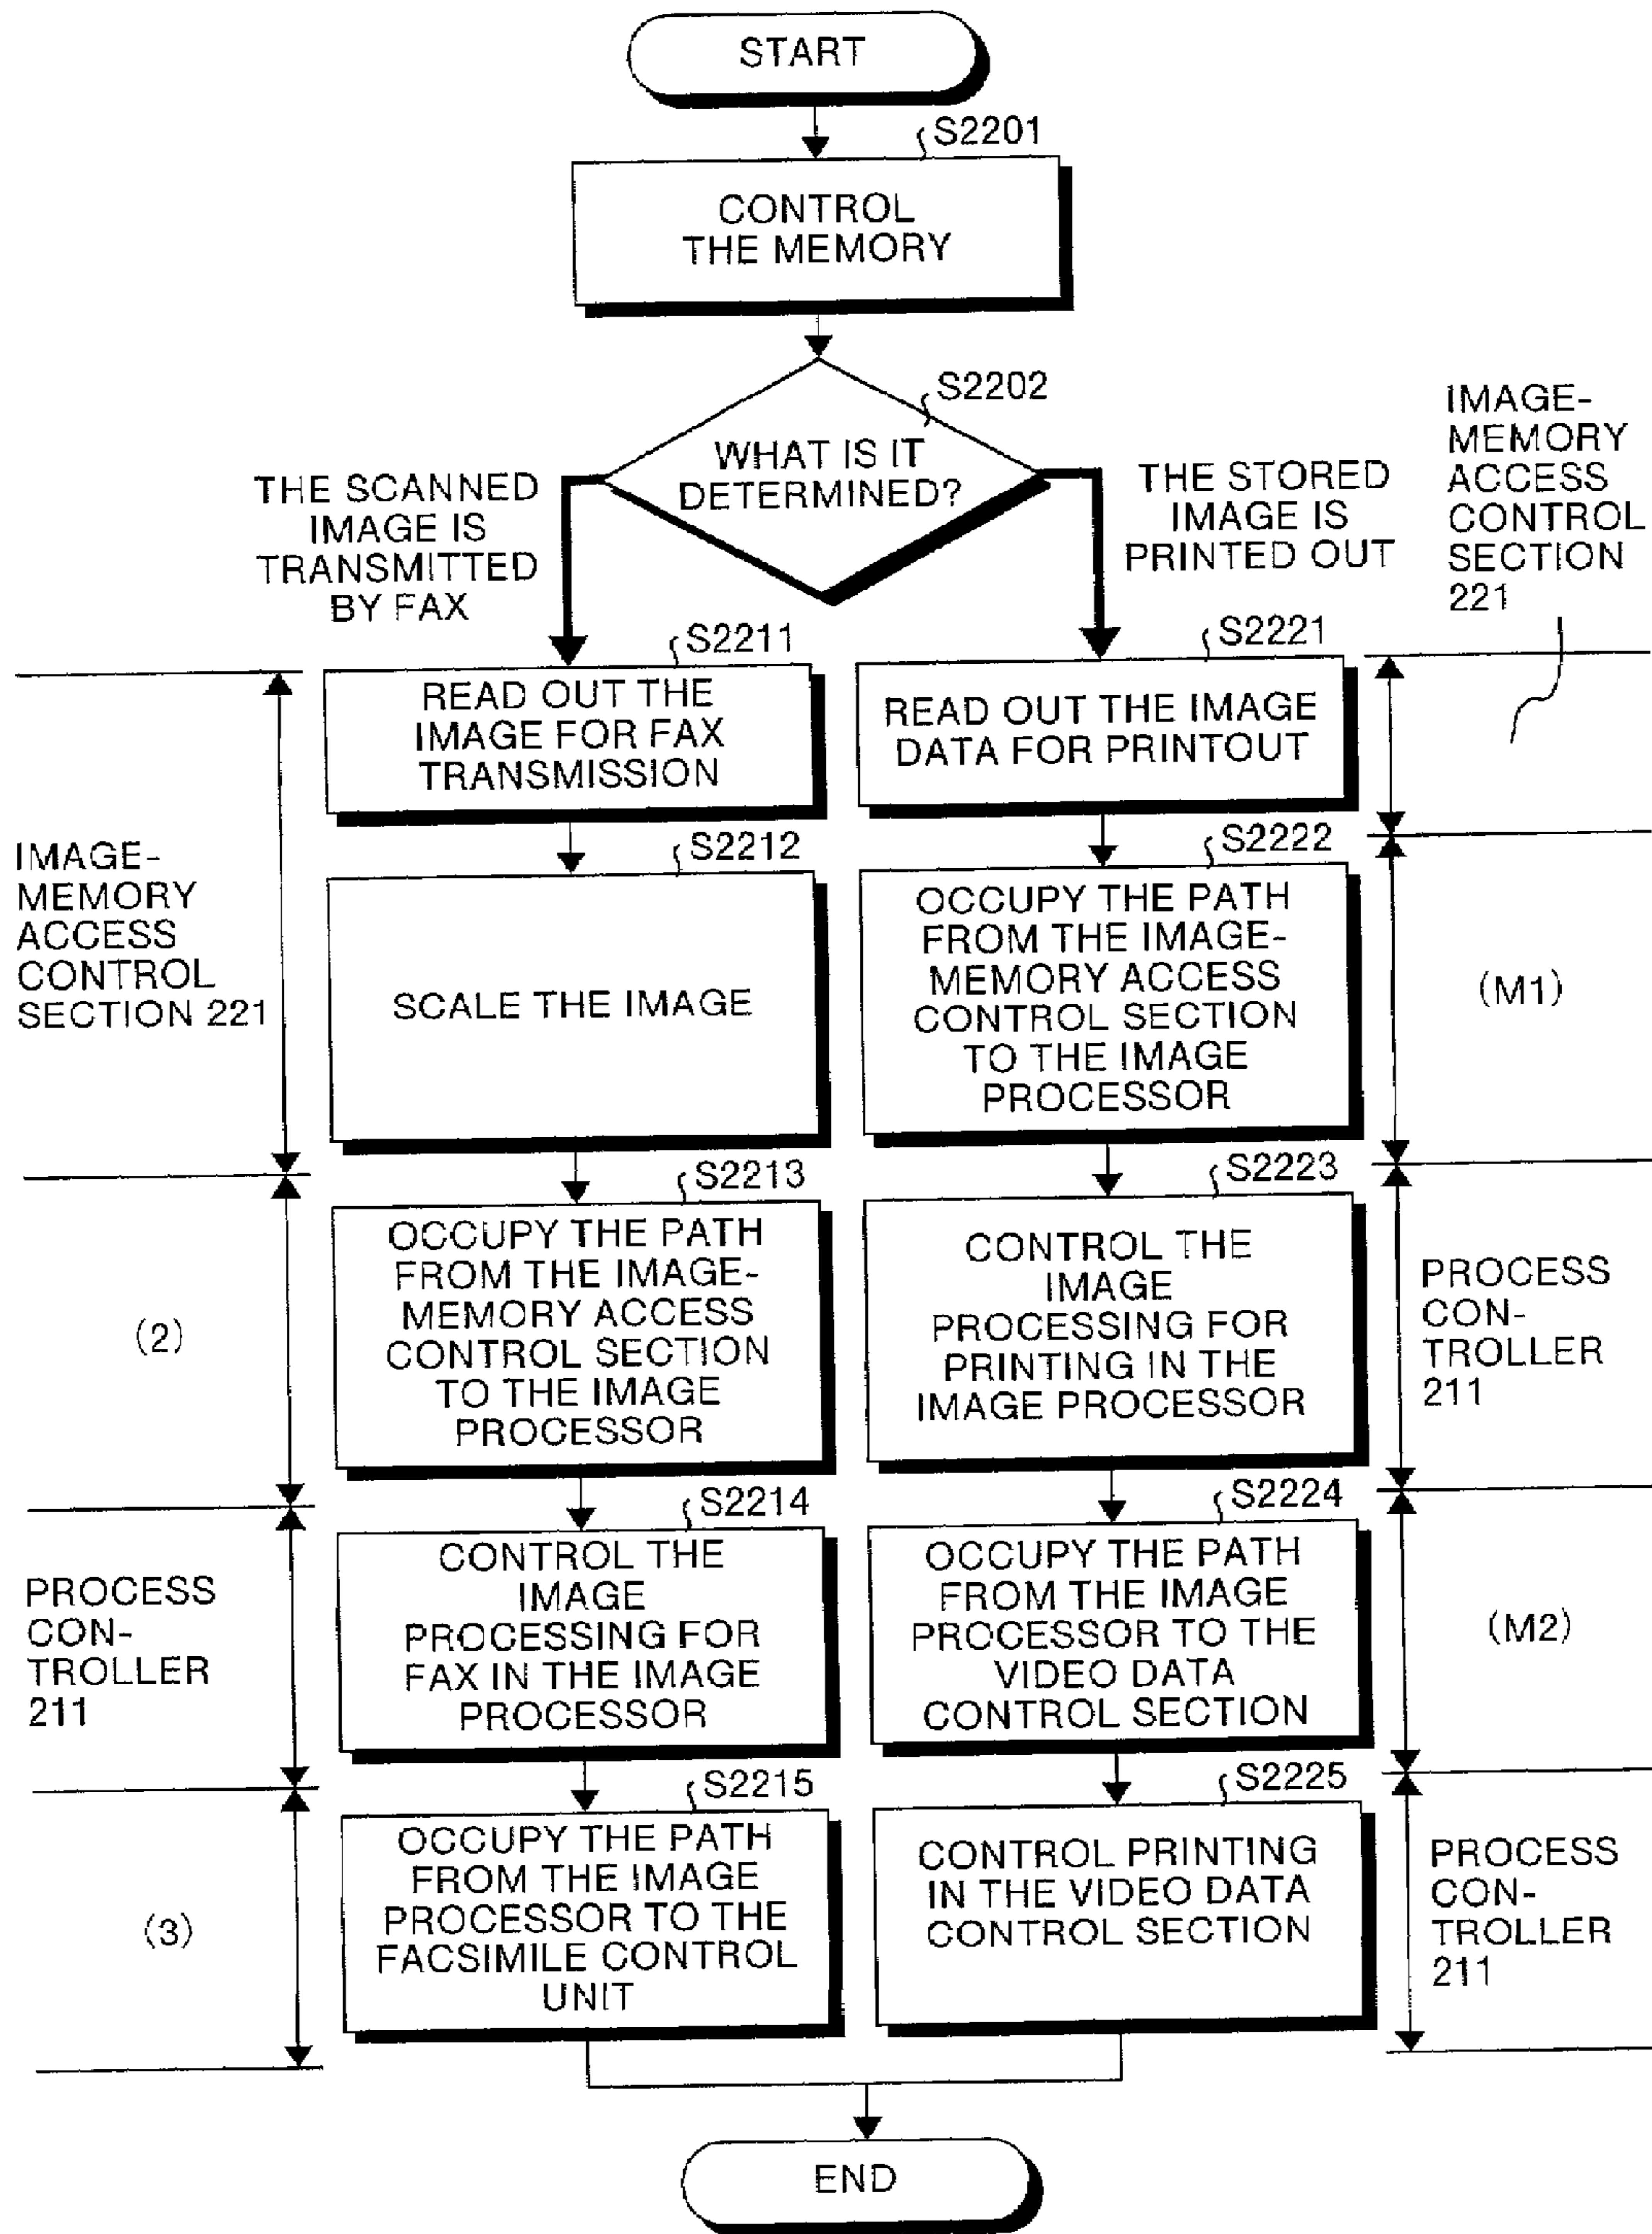 START
S2201
CONTROL
THE MEMORY
S2202
WHAT IS IT
DETERMINED?
THE SCANNED
IMAGE IS
TRANSMITTED
BY FAX
THE STORED
IMAGE IS
PRINTED OUT
IMAGE-
MEMORY
ACCESS
CONTROL
SECTION
221
S2211
READ OUT THE
IMAGE FOR FAX
TRANSMISSION
S2221
READ OUT THE IMAGE
DATA FOR PRINTOUT
IMAGE-
MEMORY
ACCESS
CONTROL
SECTION 221
S2212
SCALE THE IMAGE
S2222
OCCUPY THE PATH
FROM THE IMAGE-
MEMORY ACCESS
CONTROL SECTION
TO THE IMAGE
PROCESSOR
(M1)
(2)
S2213
OCCUPY THE PATH
FROM THE IMAGE-
MEMORY ACCESS
CONTROL SECTION
TO THE IMAGE
PROCESSOR
S2223
CONTROL THE
IMAGE
PROCESSING FOR
PRINTING IN THE
IMAGE PROCESSOR
PROCESS
CON-
TROLLER
211
PROCESS
CON-
TROLLER
211
S2214
CONTROL THE
IMAGE
PROCESSING FOR
FAX IN THE IMAGE
PROCESSOR
S2224
OCCUPY THE PATH
FROM THE IMAGE
PROCESSOR TO THE
VIDEO DATA
CONTROL SECTION
(M2)
(3)
S2215
OCCUPY THE PATH
FROM THE IMAGE
PROCESSOR TO THE
FACSIMILE CONTROL
UNIT
S2225
CONTROL PRINTING
IN THE VIDEO DATA
CONTROL SECTION
PROCESS
CON-
TROLLER
211
END